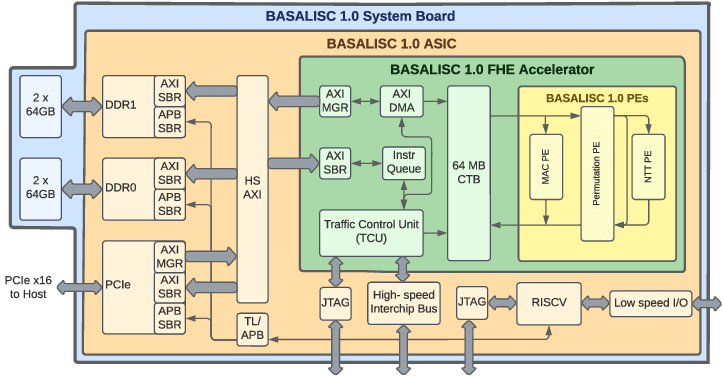 BASALISC 1.0 System Board
BASALISC 1.0 ASIC
BASALISC 1.0 FHE Accelerator
BASALISC 1.0 PEs
2 x
64GB
DDR1
AXI
SBR
APB
SBR
2 x
64GB
DDR0
AXI
SBR
APB
SBR
PCIe x16
to Host
PCIe
AXI
MGR
AXI
SBR
APB
SBR
HS
AXI
TL/
APB
AXI
MGR
AXI
DMA
AXI
SBR
Instr
Queue
Traffic Control Unit
(TCU)
64 MB
CTB
MAC PE
Permutation PE
NTT PE
JTAG
High- speed
Interchip Bus
JTAG
RISCV
Low speed I/O